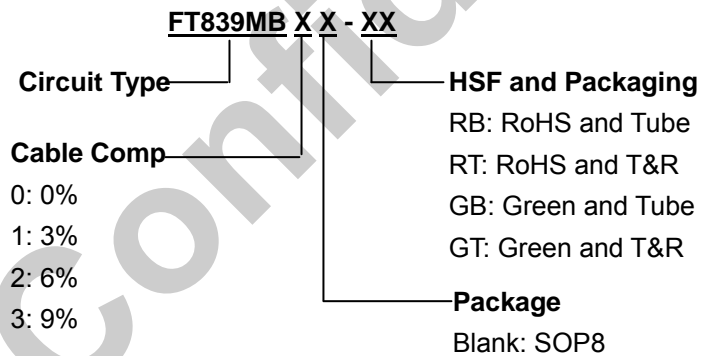 FT839MB X X - XX
Circuit Type
Cable Comp
0: 0%
1: 3%
2: 6%
3: 9%
HSF and Packaging
RB: RoHS and Tube
RT: RoHS and T&R
GB: Green and Tube
GT: Green and T&R
Package
Blank: SOP8